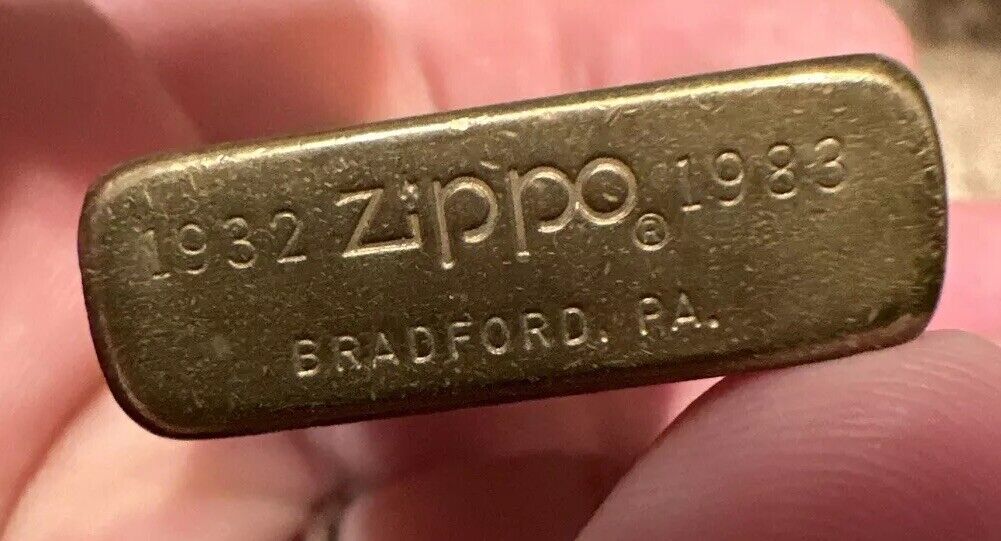 1932 Zippo® 1983
BRADFORD, PA.